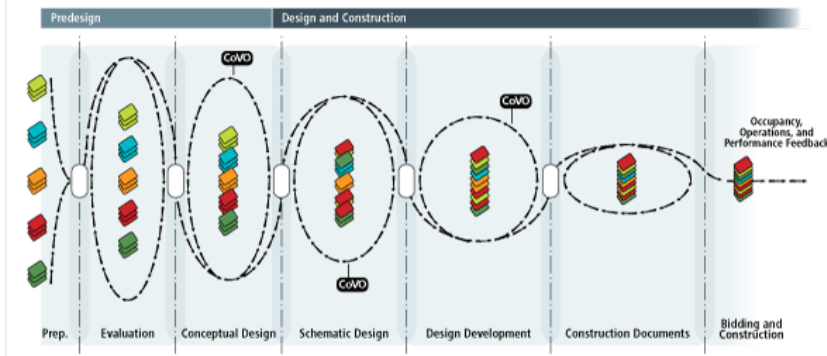 Predesign
Design and Construction
CoVO
CoVO
CoVO
Occupancy,
Operations, and
Performance Feedback
Prep.
Evaluation
Conceptual Design
Schematic Design
Design Development
Construction Documents
Bidding and
Construction